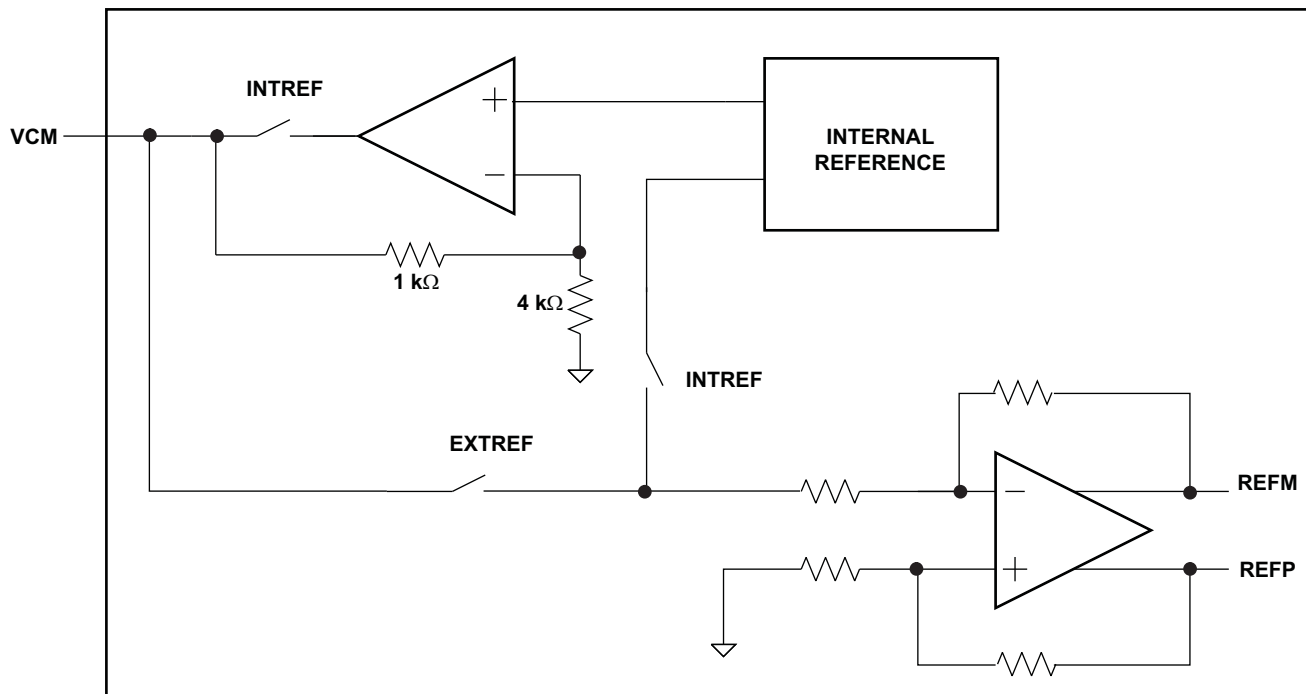 INTREF
VCM
+
−
INTERNAL
REFERENCE
1 kΩ
4 kΩ
INTREF
EXTREF
−
REFM
+
REFP